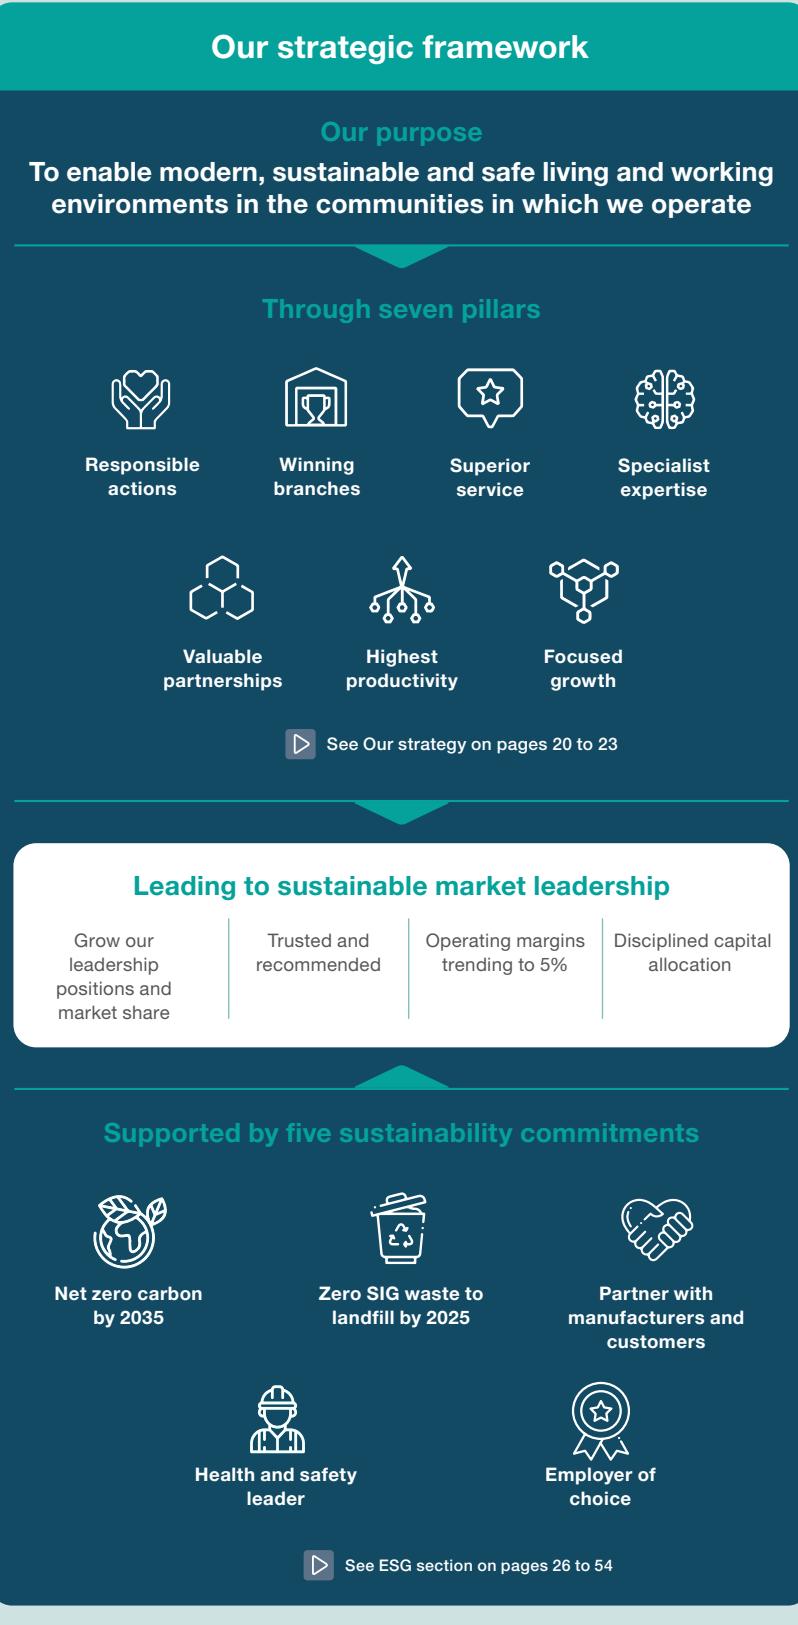 Our strategic framework
Our purpose
To enable modern, sustainable and safe living and working
environments in the communities in which we operate
Through seven pillars
Responsible
actions
Winning
branches
Superior
service
Specialist
expertise
Valuable
partnerships
Highest
productivity
Focused
growth
See Our strategy on pages 20 to 23
Leading to sustainable market leadership
Grow our
leadership
positions and
market share
Trusted and
recommended
Operating margins
trending to 5%
Disciplined capital
allocation
Supported by five sustainability commitments
Net zero carbon
by 2035
Zero SIG waste to
landfill by 2025
Partner with
manufacturers and
customers
Health and safety
leader
Employer of
choice
See ESG section on pages 26 to 54